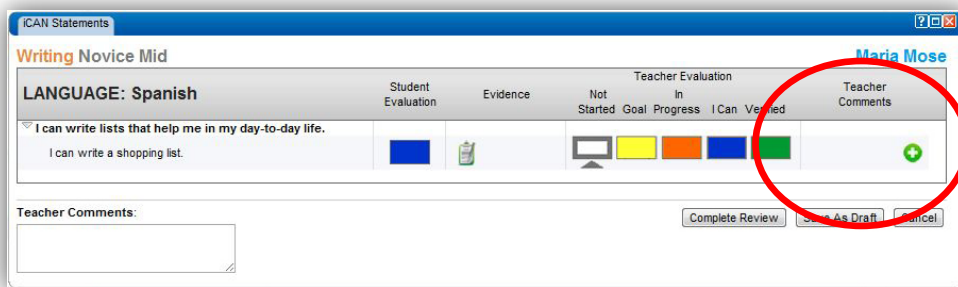 iCAN Statements
Writing Novice Mid
Maria Mose
LANGUAGE: Spanish
Student Evaluation
Evidence
Teacher Evaluation
Not Started
Goal
In Progress
I Can
Verified
Teacher Comments
I can write lists that help me in my day-to-day life.
I can write a shopping list.
Teacher Comments:
Complete Review
Save As Draft
Cancel